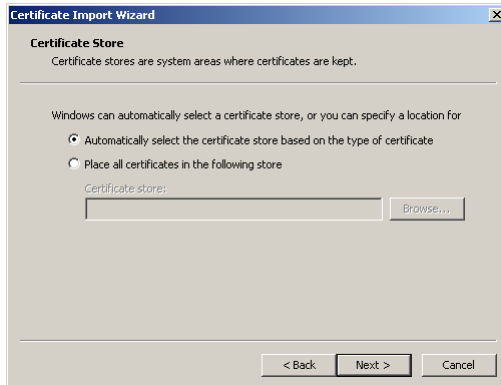 Certificate Import Wizard
Certificate Store
Certificate stores are system areas where certificates are kept.
Windows can automatically select a certificate store, or you can specify a location for
Automatically select the certificate store based on the type of certificate
Place all certificates in the following store
Certificate store:
Browse...
< Back
Next >
Cancel